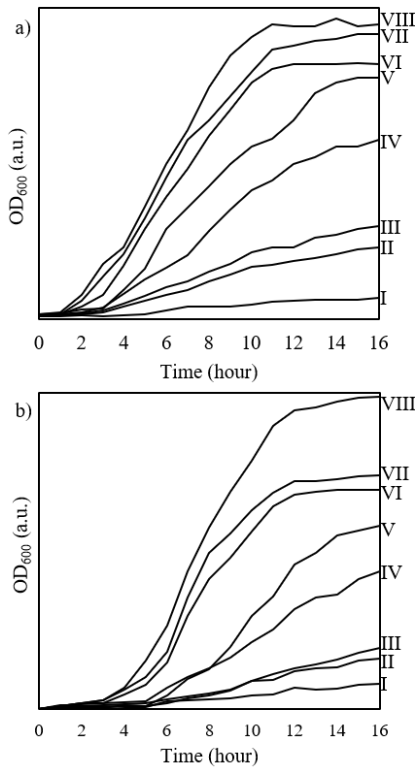 a)
VIII
VII
VI
V
IV
III
II
I
OD600 (a.u.)
0 2 4 6 8 10 12 14 16
Time (hour)
b)
VIII
VII
VI
V
IV
III
II
I
OD600 (a.u.)
0 2 4 6 8 10 12 14 16
Time (hour)